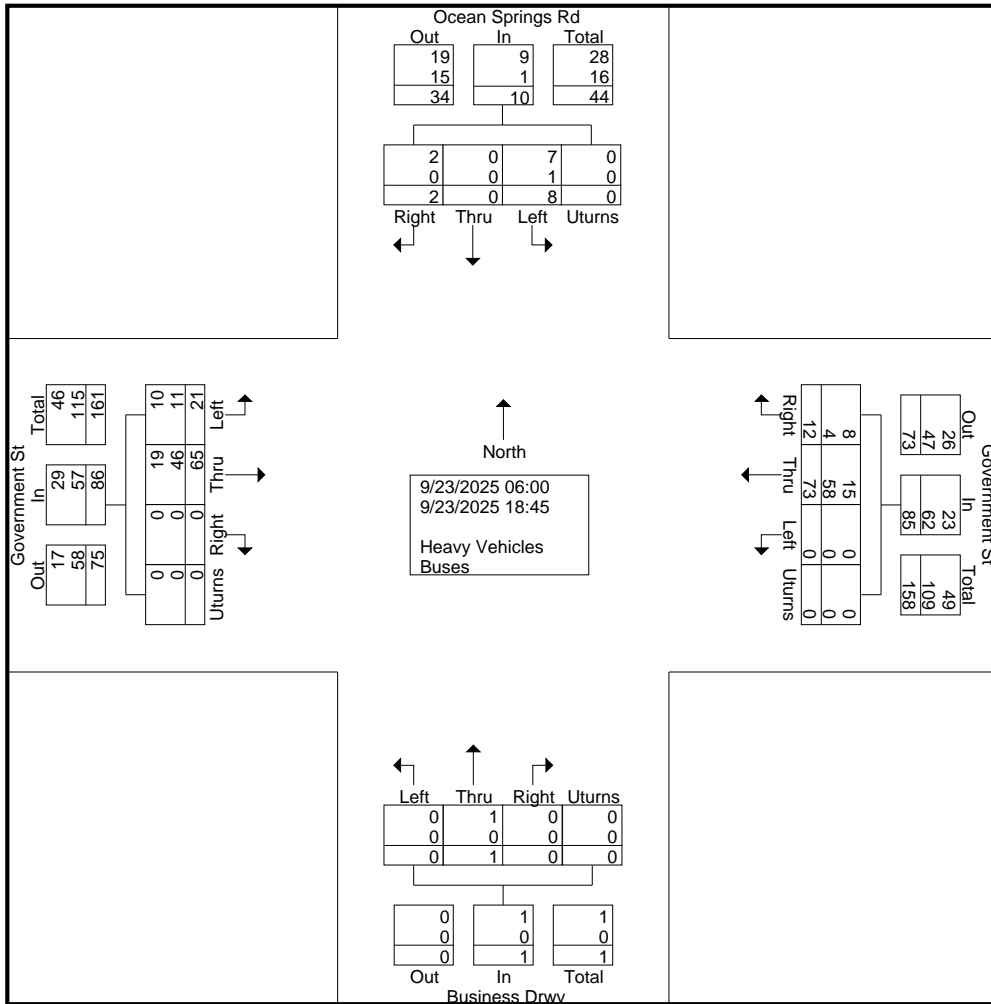 Ocean Springs Rd
Out In Total
19 9 28
15 1 16
34 10 44
2 0 7 0
0 0 1 0
2 0 8 0
Right Thru Left Uturns
Government St
Total In Out
46 29 17
115 57 58
161 86 75
Left Thru Right Uturns
10 19 0 0
11 46 0 0
21 65 0 0
North
9/23/2025 06:00
9/23/2025 18:45
Heavy Vehicles
Buses
Right Thru Left Uturns
8 15 0 0
4 58 0 0
12 73 0 0
Government St
Out In Total
26 23 49
47 62 109
73 85 158
Left Thru Right Uturns
0 1 0 0
0 0 0 0
0 1 0 0
0 1 1
0 0 0
0 1 1
Out In Total
Business Drwy